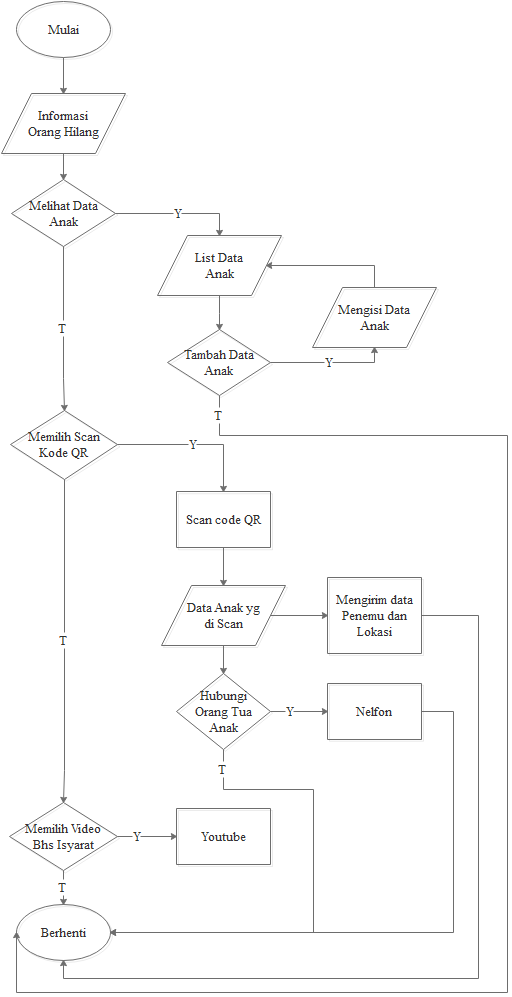 Mulai
Informasi
Orang Hilang
Melihat Data
Anak
Y
List Data
Anak
Mengisi Data
Anak
T
Tambah Data
Anak
Y
T
Memilih Scan
Kode QR
Y
Scan code QR
Data Anak yg
di Scan
Mengirim data
Penemu dan
Lokasi
T
Hubungi
Orang Tua
Anak
Y
Nelfon
T
Memilih Video
Bhs Isyarat
Y
Youtube
T
Berhenti